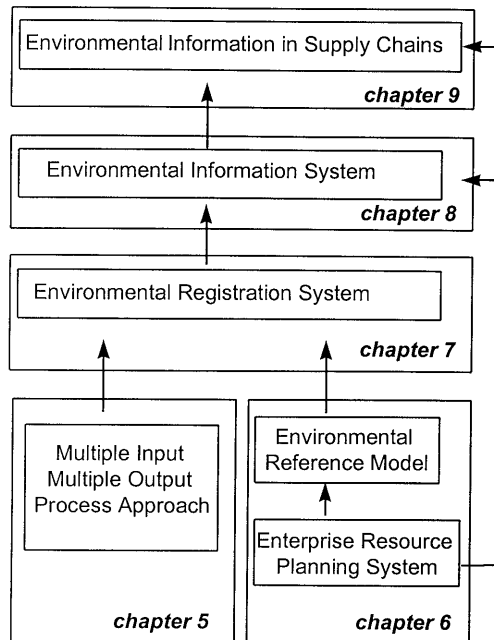 Environmental Information in Supply Chains
chapter 9
Environmental Information System
chapter 8
Environmental Registration System
chapter 7
Multiple Input
Multiple Output
Process Approach
chapter 5
Environmental
Reference Model
Enterprise Resource
Planning System
chapter 6